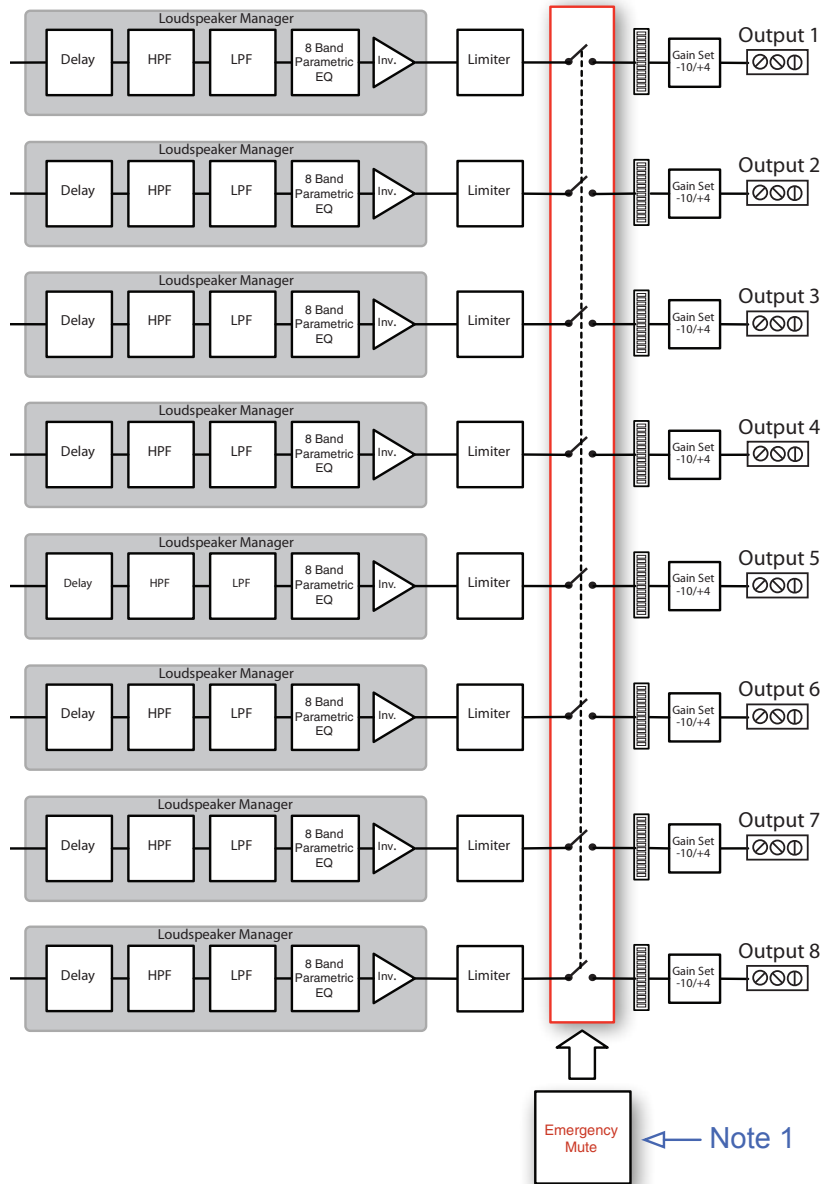 Loudspeaker Manager
Delay
HPF
LPF
8 Band
Parametric
EQ
Inv.
Limiter
Gain Set
-10/+4
Output 1
Loudspeaker Manager
Delay
HPF
LPF
8 Band
Parametric
EQ
Inv.
Limiter
Gain Set
-10/+4
Output 2
Loudspeaker Manager
Delay
HPF
LPF
8 Band
Parametric
EQ
Inv.
Limiter
Gain Set
-10/+4
Output 3
Loudspeaker Manager
Delay
HPF
LPF
8 Band
Parametric
EQ
Inv.
Limiter
Gain Set
-10/+4
Output 4
Loudspeaker Manager
Delay
HPF
LPF
8 Band
Parametric
EQ
Inv.
Limiter
Gain Set
-10/+4
Output 5
Loudspeaker Manager
Delay
HPF
LPF
8 Band
Parametric
EQ
Inv.
Limiter
Gain Set
-10/+4
Output 6
Loudspeaker Manager
Delay
HPF
LPF
8 Band
Parametric
EQ
Inv.
Limiter
Gain Set
-10/+4
Output 7
Loudspeaker Manager
Delay
HPF
LPF
8 Band
Parametric
EQ
Inv.
Limiter
Gain Set
-10/+4
Output 8
Emergency
Mute
Note 1